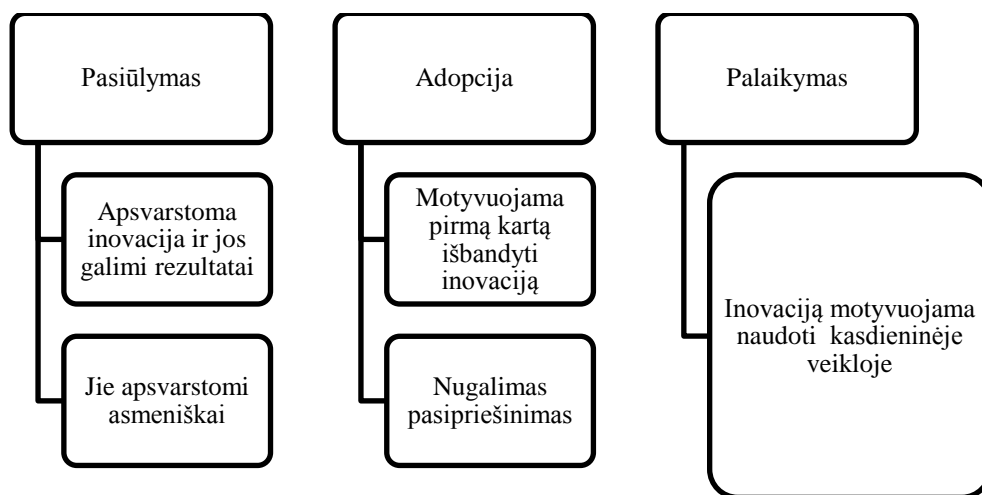 Pasiūlymas
Apsvarstoma
inovacija ir jos
galimi rezultatai
Jie apsvarstomi
asmeniškai
Adopcija
Motyvuojama
pirmą kartą
išbandyti
inovaciją
Nugalimas
pasipriešinimas
Palaikymas
Inovaciją motyvuojama
naudoti kasdieninėje
veikloje